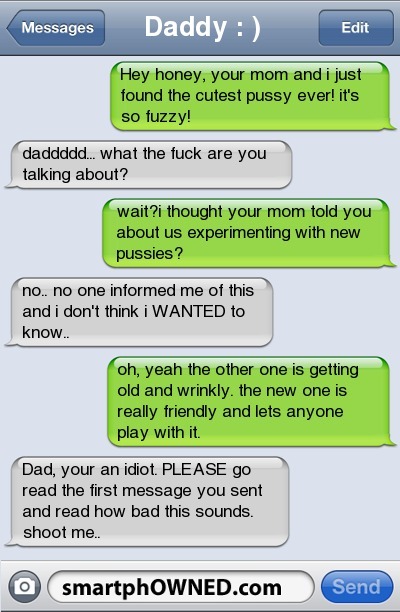 Messages
Daddy : )
Edit
Hey honey, your mom and i just
found the cutest pussy ever! it's
so fuzzy!
daddddd... what the fuck are you
talking about?
wait?i thought your mom told you
about us experimenting with new
pussies?
no.. no one informed me of this
and i don't think i WANTED to
know..
oh, yeah the other one is getting
old and wrinkly. the new one is
really friendly and lets anyone
play with it.
Dad, your an idiot. PLEASE go
read the first message you sent
and read how bad this sounds.
shoot me..
smartphOWNED.com
Send